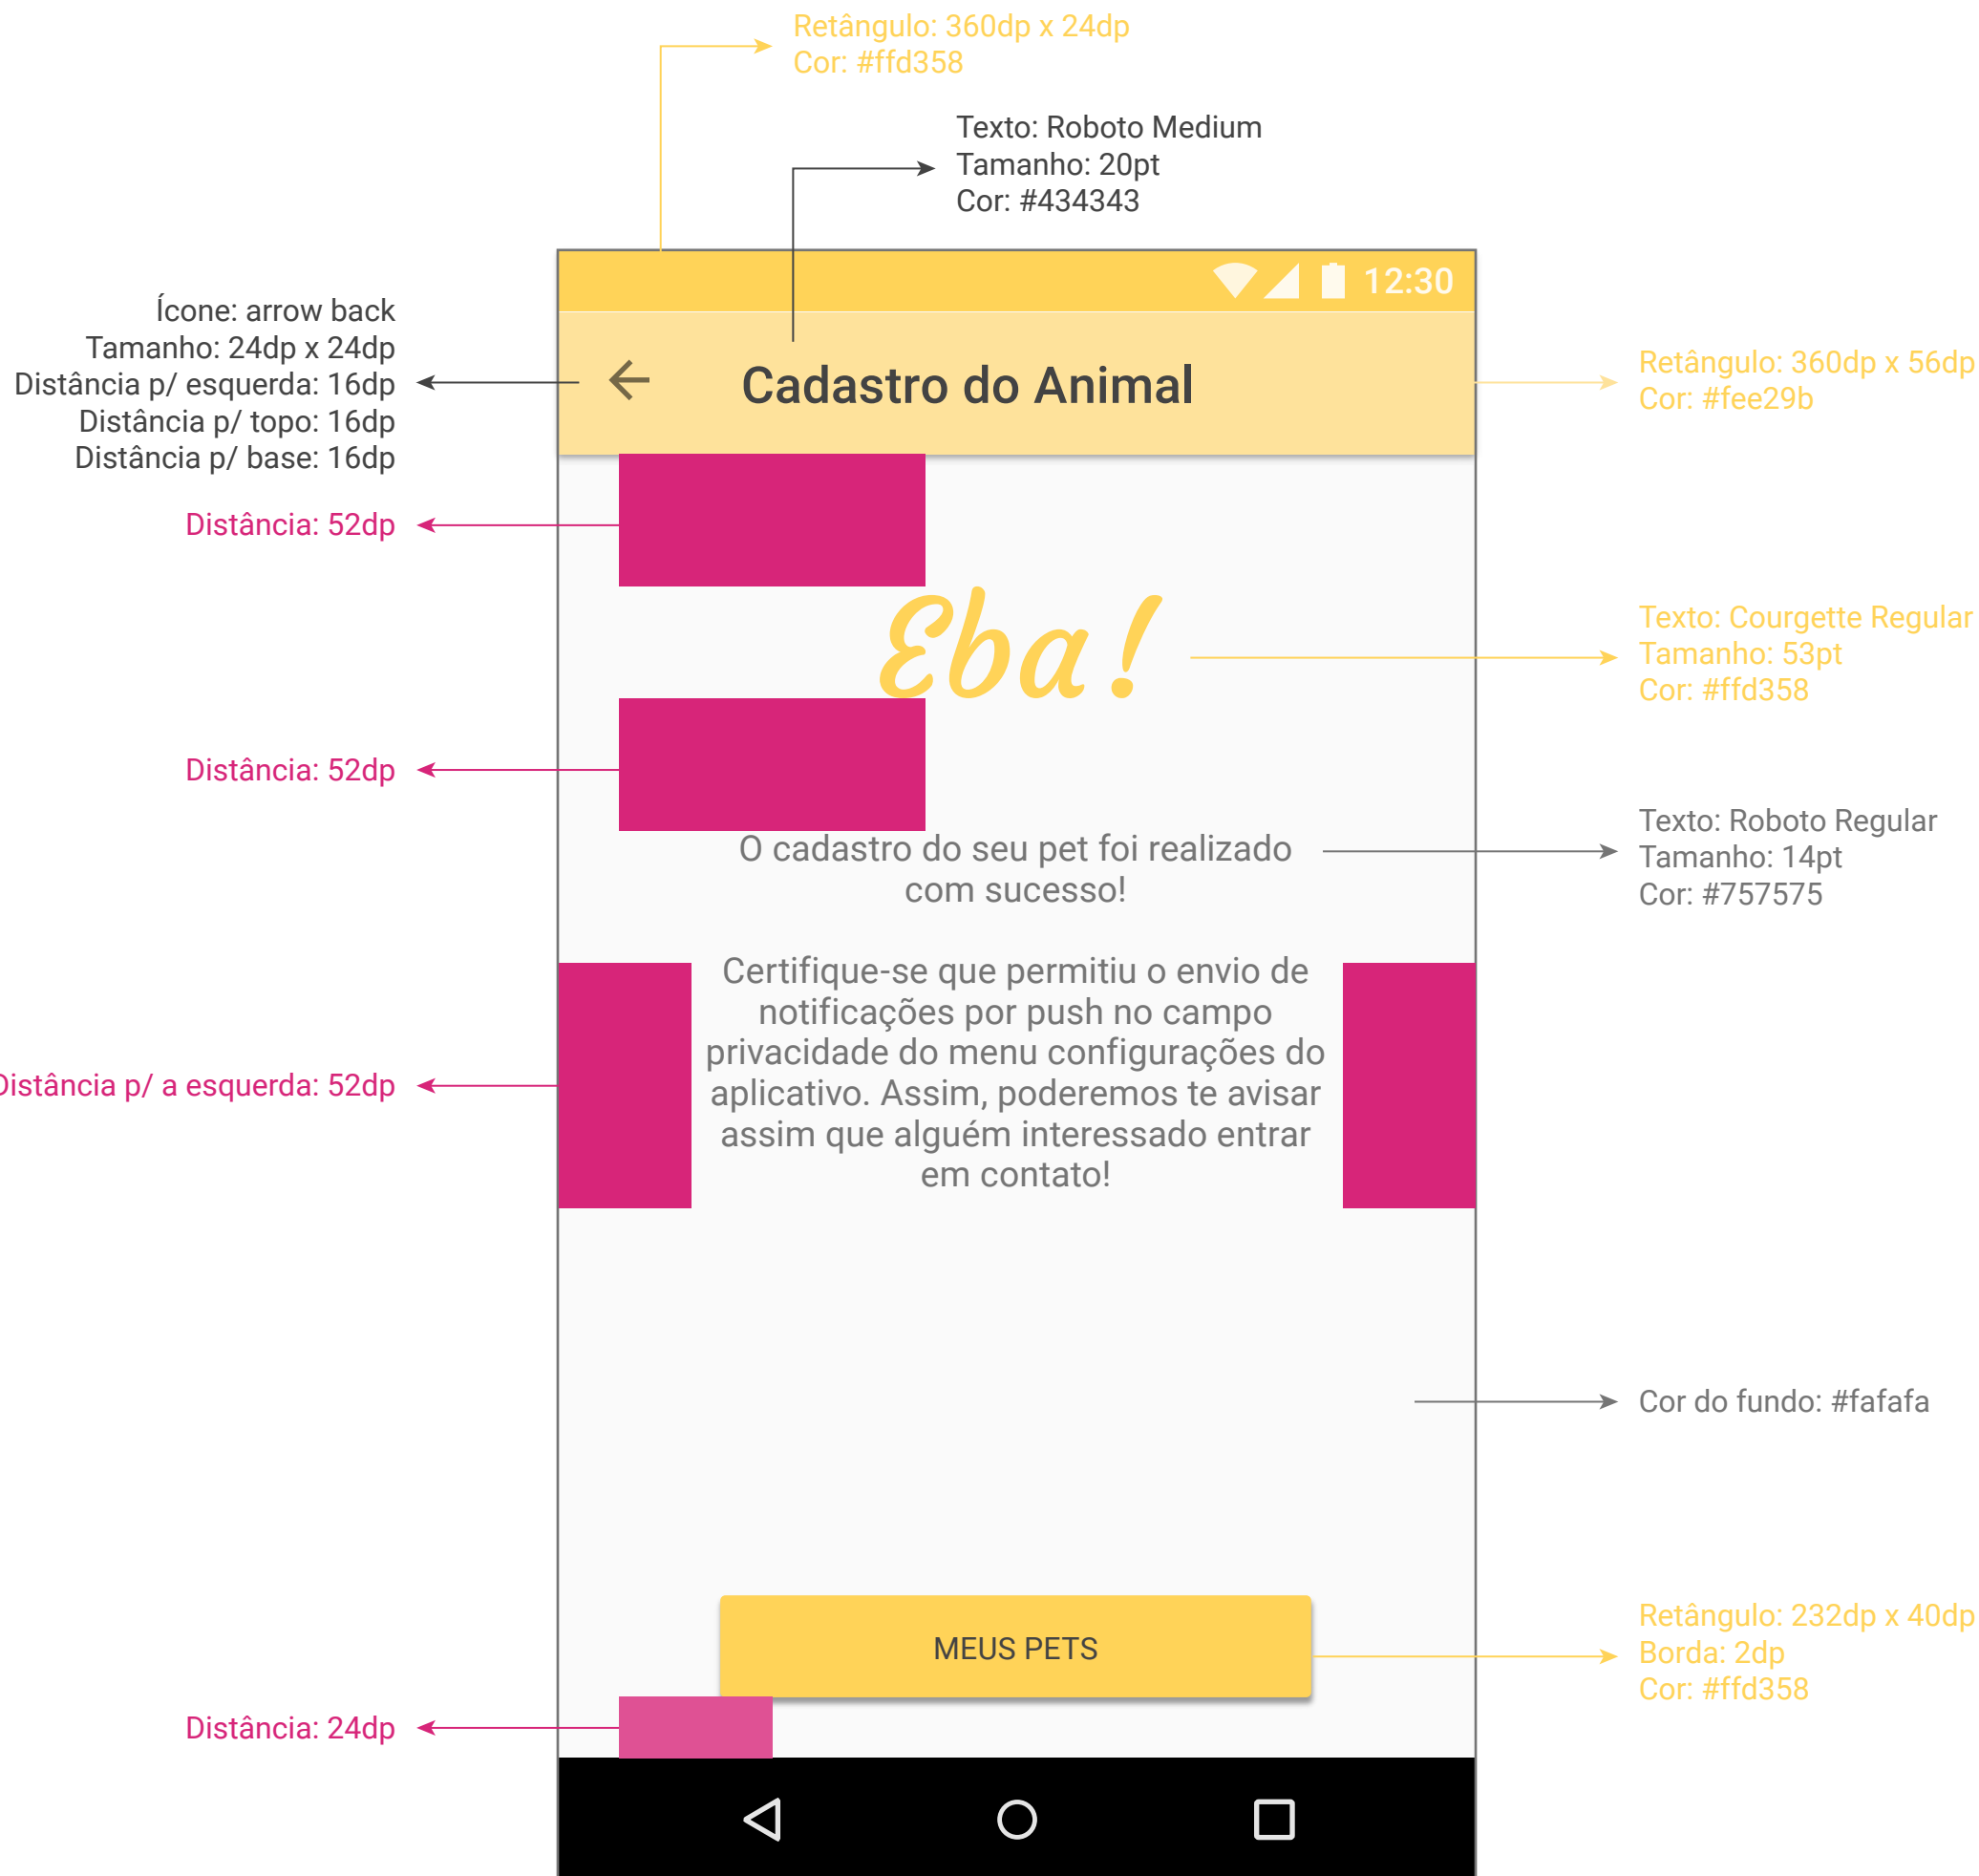 Retângulo: 360dp x 24dp
Cor: #ffd358
Texto: Roboto Medium
Tamanho: 20pt
Cor: #434343
12:30
Ícone: arrow back
Tamanho: 24dp x 24dp
Distância p/ esquerda: 16dp
Distância p/ topo: 16dp
Distância p/ base: 16dp
Cadastro do Animal
Retângulo: 360dp x 56dp
Cor: #fee29b
Distância: 52dp
Eba!
Texto: Courgette Regular
Tamanho: 53pt
Cor: #ffd358
Distância: 52dp
O cadastro do seu pet foi realizado
com sucesso!
Texto: Roboto Regular
Tamanho: 14pt
Cor: #757575
Certifique-se que permitiu o envio de
notificações por push no campo
privacidade do menu configurações do
aplicativo. Assim, poderemos te avisar
assim que alguém interessado entrar
em contato!
Distância p/ a esquerda: 52dp
Cor do fundo: #fafafa
MEUS PETS
Retângulo: 232dp x 40dp
Borda: 2dp
Cor: #ffd358
Distância: 24dp